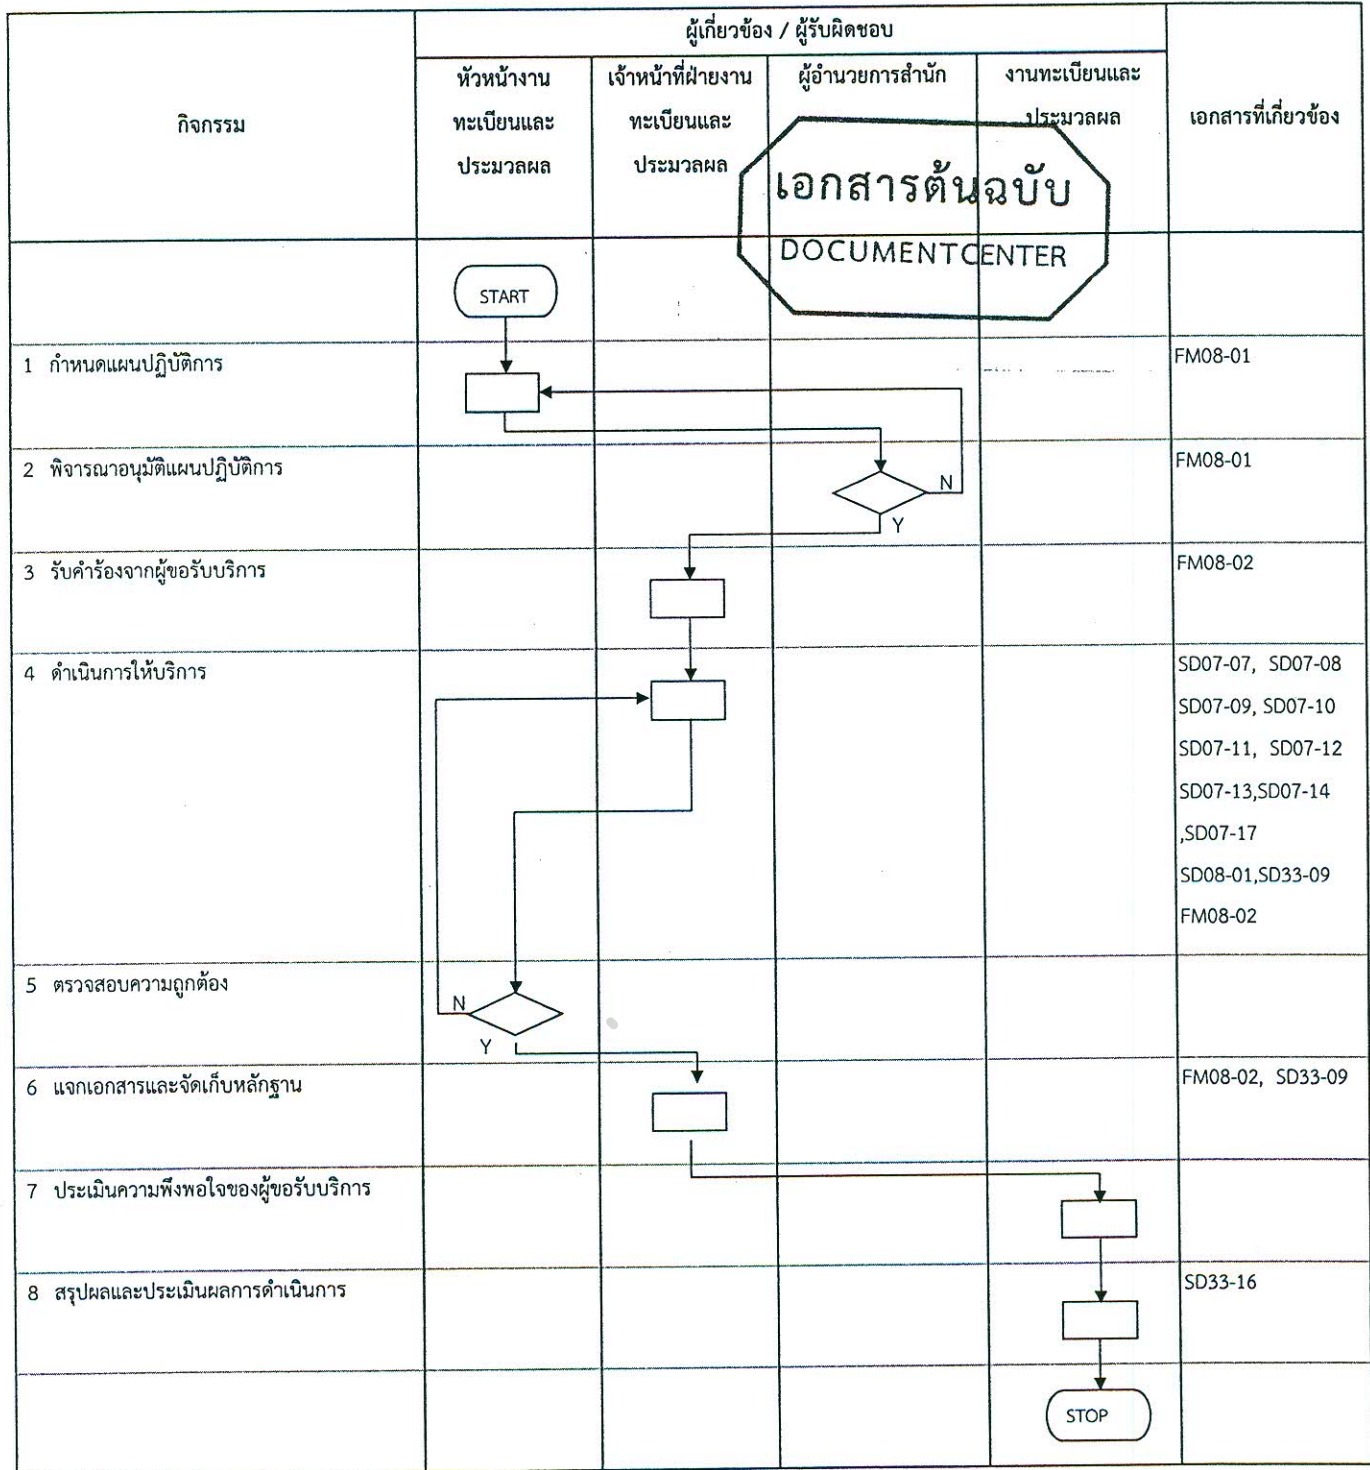 ผู้เกี่ยวข้อง / ผู้รับผิดชอบ
กิจกรรม
หัวหน้างาน
ทะเบียนและ
ประมวลผล
เจ้าหน้าที่ฝ่ายงาน
ทะเบียนและ
ประมวลผล
ผู้อำนวยการสำนัก
งานทะเบียนและ
ประมวลผล
เอกสารที่เกี่ยวข้อง
เอกสารต้นฉบับ
DOCUMENTCENTER
START
1 กำหนดแผนปฏิบัติการ
FM08-01
2 พิจารณาอนุมัติแผนปฏิบัติการ
N
Y
FM08-01
3 รับคำร้องจากผู้ขอรับบริการ
FM08-02
4 ดำเนินการให้บริการ
SD07-07, SD07-08
SD07-09, SD07-10
SD07-11, SD07-12
SD07-13,SD07-14
,SD07-17
SD08-01,SD33-09
FM08-02
5 ตรวจสอบความถูกต้อง
N
Y
6 แจกเอกสารและจัดเก็บหลักฐาน
FM08-02, SD33-09
7 ประเมินความพึงพอใจของผู้ขอรับบริการ
8 สรุปผลและประเมินผลการดำเนินการ
SD33-16
STOP